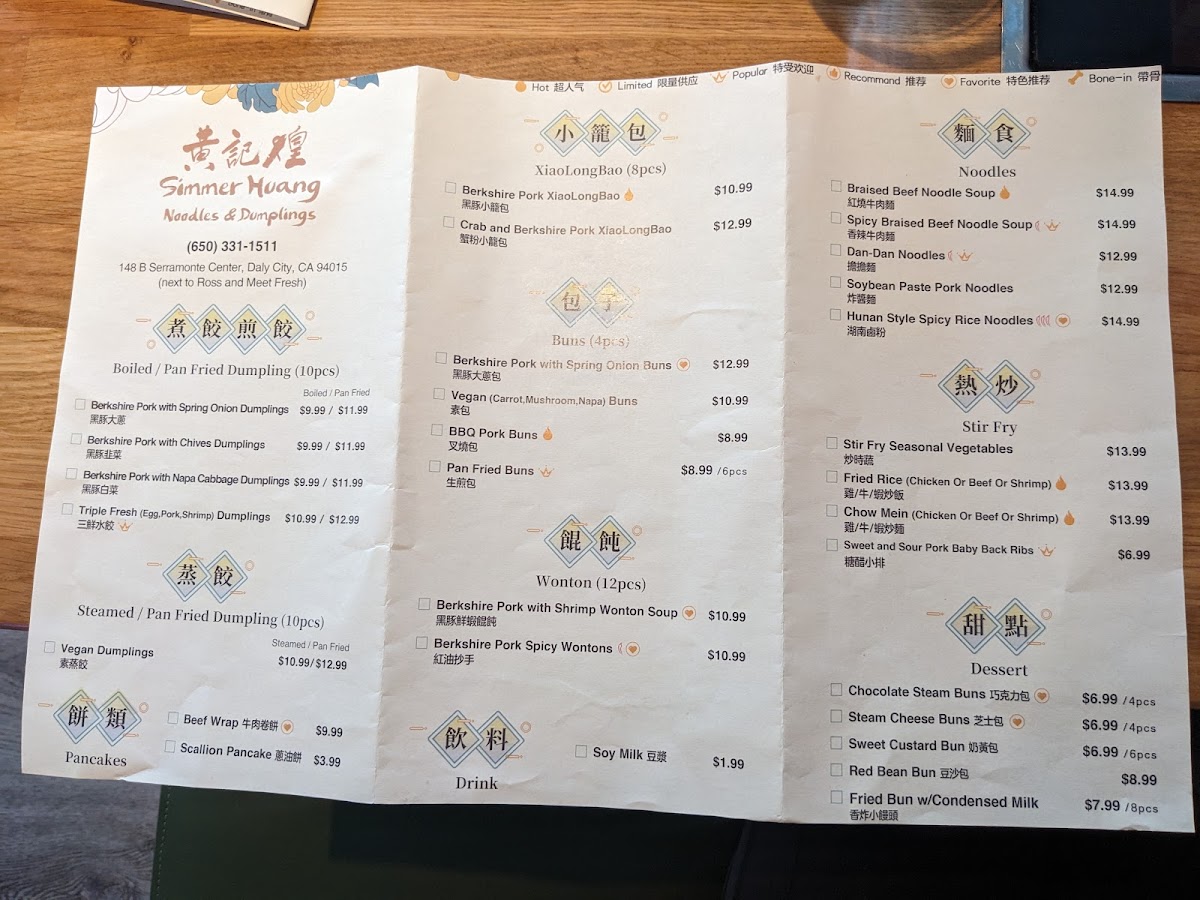 黃記煌
Simmer Huang
Noodles & Dumplings
(650) 331-1511
148 B Serramonte Center, Daly City, CA 94015
(next to Ross and Meet Fresh)
煮餃煎餃
Boiled / Pan Fried Dumpling (10pcs)
Boiled / Pan Fried
Berkshire Pork with Spring Onion Dumplings $9.99 / $11.99
黑豚大蔥
Berkshire Pork with Chives Dumplings $9.99 / $11.99
黑豚韭菜
Berkshire Pork with Napa Cabbage Dumplings $9.99 / $11.99
黑豚白菜
Triple Fresh (Egg,Pork,Shrimp) Dumplings $10.99 / $12.99
三鮮水餃
蒸餃
Steamed / Pan Fried Dumpling (10pcs)
Steamed / Pan Fried
Vegan Dumplings $10.99/$12.99
素蒸餃
餅類
Pancakes
Beef Wrap 牛肉卷餅 $9.99
Scallion Pancake 蔥油餅 $3.99
Hot 超人气 Limited 限量供应 Popular 特受欢迎 Recommand 推荐 Favorite 特色推荐 Bone-in 帶骨
小籠包
XiaoLongBao (8pcs)
Berkshire Pork XiaoLongBao $10.99
黑豚小籠包
Crab and Berkshire Pork XiaoLongBao $12.99
蟹粉小籠包
包子
Buns (4pcs)
Berkshire Pork with Spring Onion Buns $12.99
黑豚大蔥包
Vegan (Carrot,Mushroom,Napa) Buns $10.99
素包
BBQ Pork Buns $8.99
叉燒包
Pan Fried Buns $8.99 /6pcs
生煎包
餛飩
Wonton (12pcs)
Berkshire Pork with Shrimp Wonton Soup $10.99
黑豚鮮蝦餛飩
Berkshire Pork Spicy Wontons $10.99
紅油抄手
飲料
Drink
Soy Milk 豆漿 $1.99
麵食
Noodles
Braised Beef Noodle Soup $14.99
紅燒牛肉麵
Spicy Braised Beef Noodle Soup $14.99
香辣牛肉麵
Dan-Dan Noodles $12.99
擔擔麵
Soybean Paste Pork Noodles $12.99
炸醬麵
Hunan Style Spicy Rice Noodles $14.99
湖南鹵粉
熱炒
Stir Fry
Stir Fry Seasonal Vegetables $13.99
炒時蔬
Fried Rice (Chicken Or Beef Or Shrimp) $13.99
雞/牛/蝦炒飯
Chow Mein (Chicken Or Beef Or Shrimp) $13.99
雞/牛/蝦炒麵
Sweet and Sour Pork Baby Back Ribs $6.99
糖醋小排
甜點
Dessert
Chocolate Steam Buns 巧克力包 $6.99 /4pcs
Steam Cheese Buns 芝士包 $6.99 /4pcs
Sweet Custard Bun 奶黃包 $6.99 /6pcs
Red Bean Bun 豆沙包 $8.99
Fried Bun w/Condensed Milk $7.99 /8pcs
香炸小饅頭